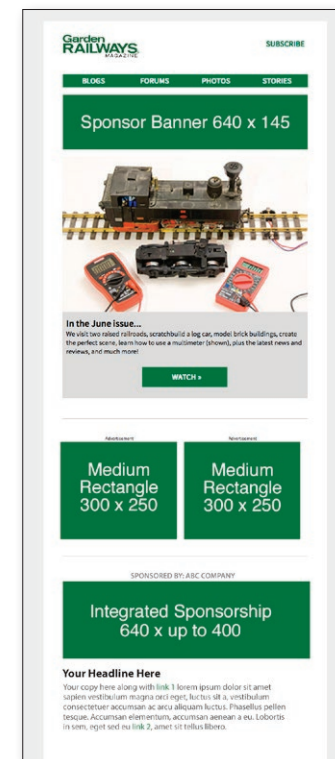 Garden
RAILWAYS.
MAGAZINE
SUBSCRIBE
BLOGS FORUMS PHOTOS STORIES
Sponsor Banner 640 x 145
In the June issue...
We visit two raised railroads, scratchbuild a log car, model brick buildings, create
the perfect scene, learn how to use a multimeter (shown), plus the latest news and
reviews, and much more!
WATCH »
Advertisement
Medium
Rectangle
300 x 250
Advertisement
Medium
Rectangle
300 x 250
SPONSORED BY: ABC COMPANY
Integrated Sponsorship
640 x up to 400
Your Headline Here
Your copy here along with link 1 lorem ipsum dolor sit amet
sapien vestibulum magna orci eget, luctus sit a, vestibulum
consectetuer accumsan ac arcu aliquam luctus. Phasellus pellen
tesque. Accumsan elementum, accumsan aenean a eu. Lobortis
in sem, eget sed eu link 2, amet sit tellus libero.